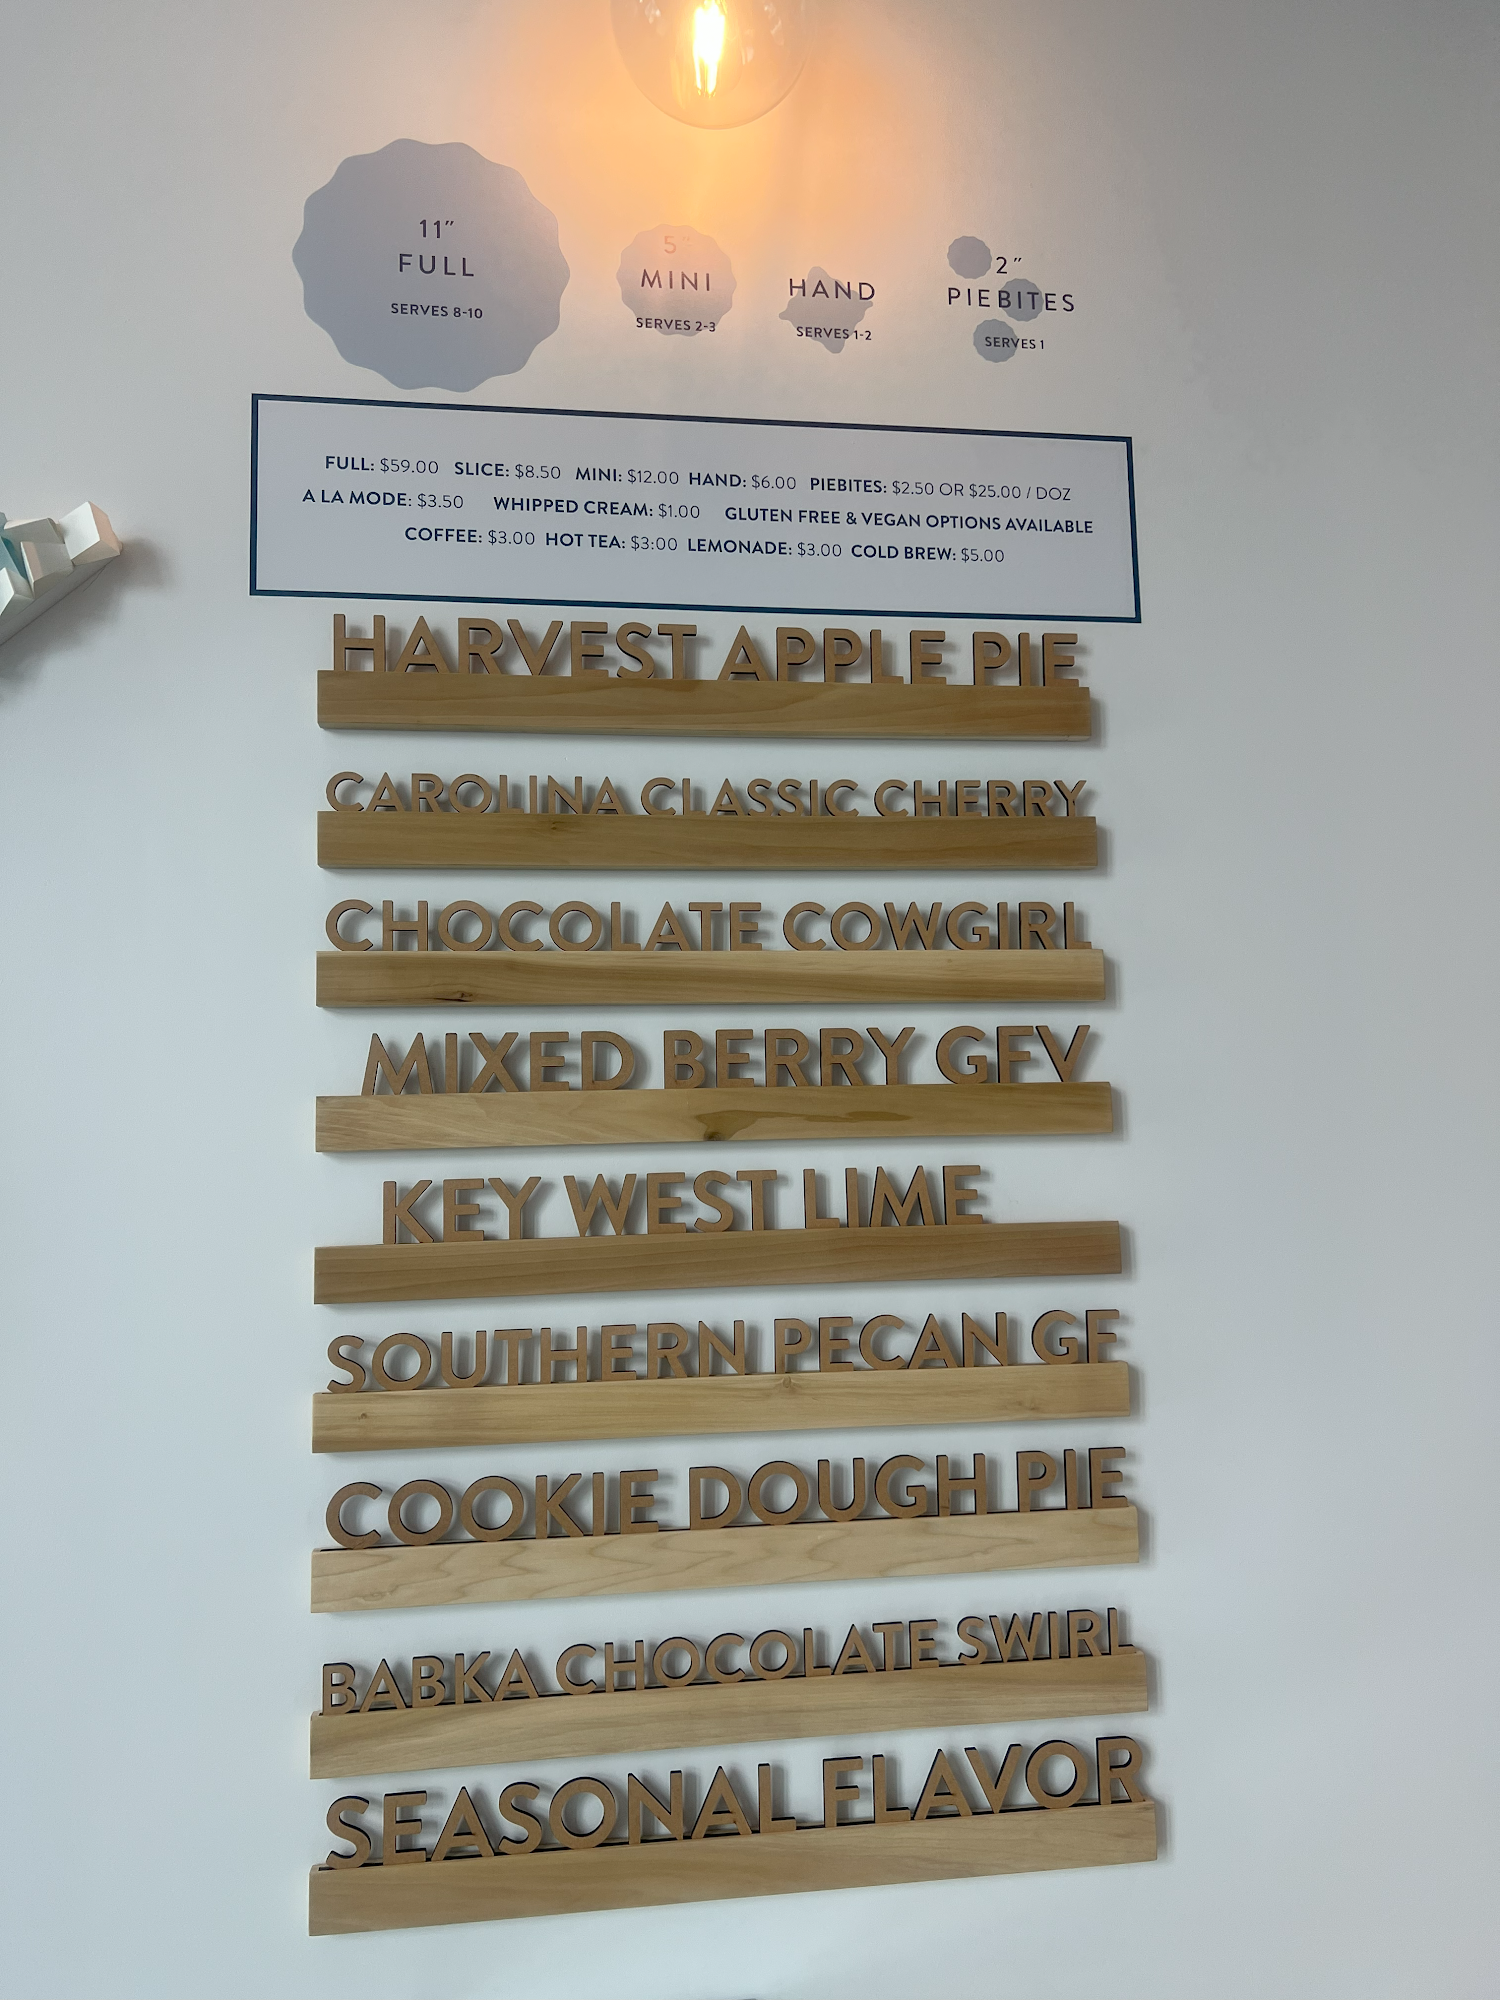 11″
FULL
SERVES 8-10
5″
MINI
SERVES 2-3
HAND
SERVES 1-2
2″
PIEBITES
SERVES 1
FULL: $59.00 SLICE: $8.50 MINI: $12.00 HAND: $6.00 PIEBITES: $2.50 OR $25.00 / DOZ
A LA MODE: $3.50 WHIPPED CREAM: $1.00 GLUTEN FREE & VEGAN OPTIONS AVAILABLE
COFFEE: $3.00 HOT TEA: $3:00 LEMONADE: $3.00 COLD BREW: $5.00
HARVEST APPLE PIE
CAROLINA CLASSIC CHERRY
CHOCOLATE COWGIRL
MIXED BERRY GFV
KEY WEST LIME
SOUTHERN PECAN GF
COOKIE DOUGH PIE
BABKA CHOCOLATE SWIRL
SEASONAL FLAVOR